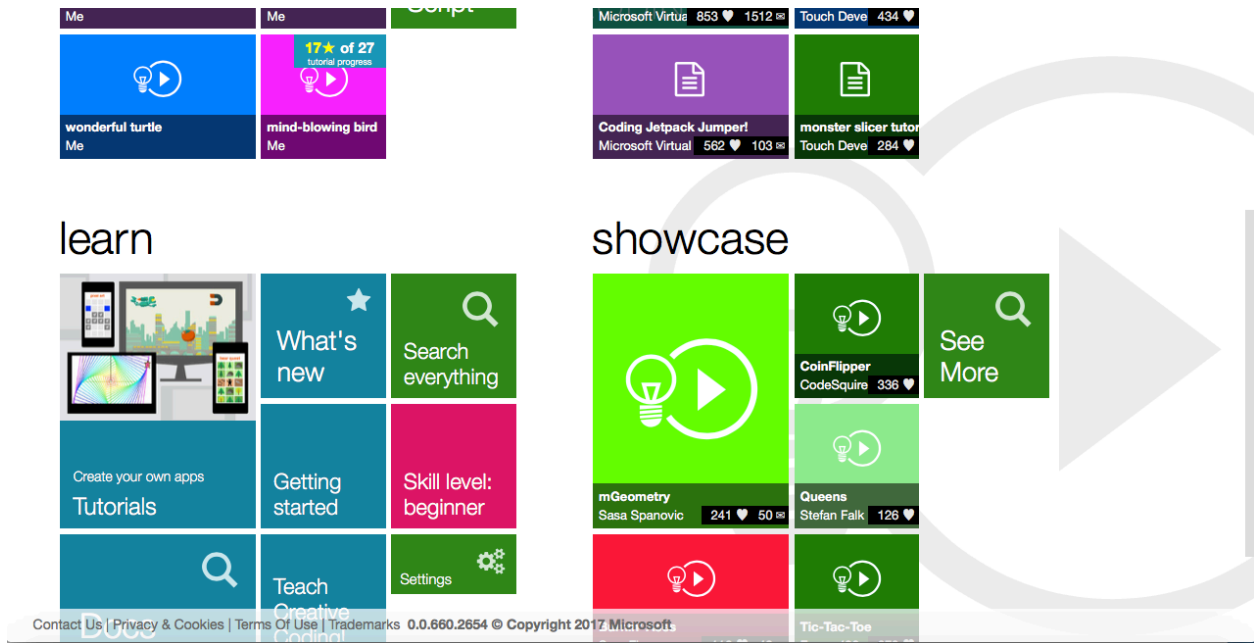 Me
Me
Script
17★ of 27
tutorial progress
wonderful turtle
Me
mind-blowing bird
Me
Microsoft Virtua 853 ♥ 1512 ✉
Touch Deve 434 ♥
Coding Jetpack Jumper!
Microsoft Virtual 562 ♥ 103 ✉
monster slicer tutor
Touch Deve 284 ♥
learn
What's
new
Search
everything
Create your own apps
Tutorials
Getting
started
Skill level:
beginner
Docs
Teach
Creative
Coding!
Settings
showcase
mGeometry
Sasa Spanovic 241 ♥ 50 ✉
CoinFlipper
CodeSquire 336 ♥
See
More
Queens
Stefan Falk 126 ♥
Tic-Tac-Toe
Contact Us | Privacy & Cookies | Terms Of Use | Trademarks 0.0.660.2654 © Copyright 2017 Microsoft